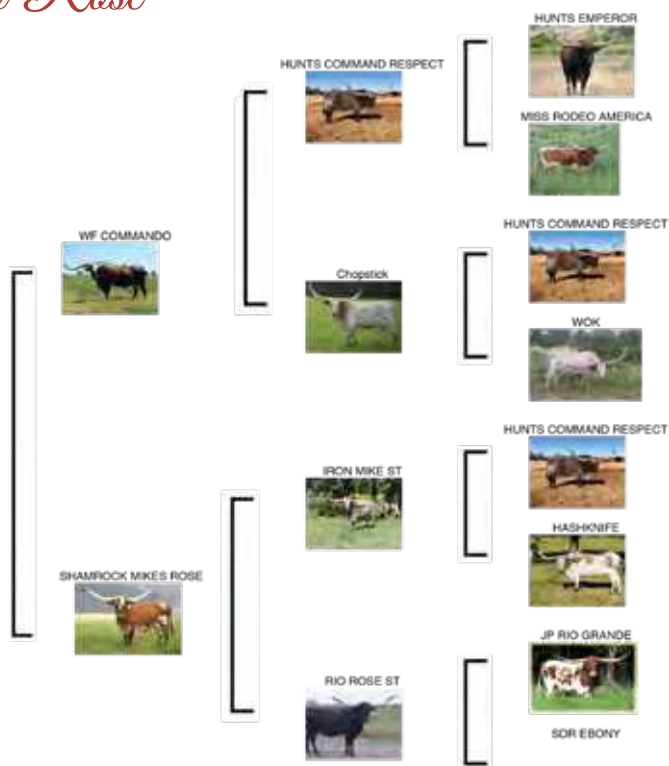 Rose
HUNTS EMPEROR
HUNTS COMMAND RESPECT
MISS RODEO AMERICA
HUNTS COMMAND RESPECT
WF COMMANDO
Chopstick
WOK
HUNTS COMMAND RESPECT
IRON MIKE ST
HASHKNIFE
SHAMROCK MIKES ROSE
JP RIO GRANDE
RIO ROSE ST
SDR EBONY